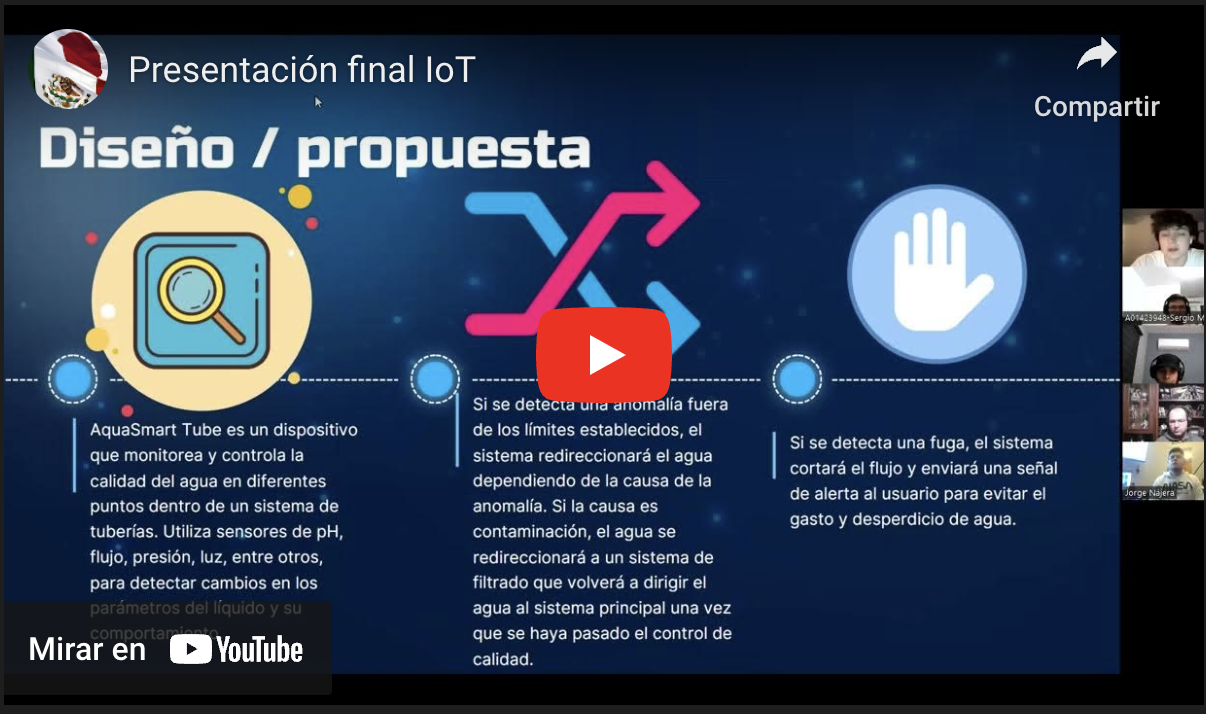 Presentación final IoT
Compartir
Diseño / propuesta
AquaSmart Tube es un dispositivo
que monitorea y controla la
calidad del agua en diferentes
puntos dentro de un sistema de
tuberías. Utiliza sensores de pH,
flujo, presión, luz, entre otros,
para detectar cambios en los
parámetros del líquido y su
comportamiento.
Si se detecta una anomalía fuera
de los límites establecidos, el
sistema redireccionará el agua
dependiendo de la causa de la
anomalía. Si la causa es
contaminación, el agua se
redireccionará a un sistema de
filtrado que volverá a dirigir el
agua al sistema principal una vez
que se haya pasado el control de
calidad.
Si se detecta una fuga, el sistema
cortará el flujo y enviará una señal
de alerta al usuario para evitar el
gasto y desperdicio de agua.
A01423948-Sergio M
NASA
Jorge Nájera
Mirar en YouTube